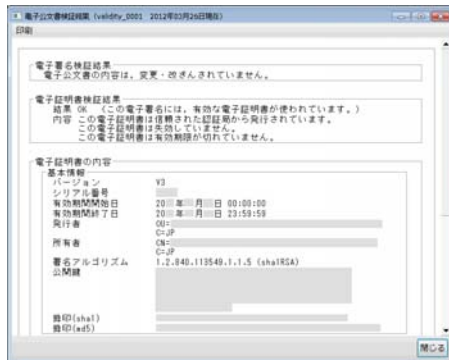 電子公文書検証結果 (validity_0001 2012年03月26日現在)
印刷
電子署名検証結果
電子公文書の内容は，変更・改ざんされていません。
電子証明書検証結果
結果 OK （この電子署名には，有効な電子証明書が使われています。）
内容 この電子証明書は信頼された認証局から発行されています。
この電子証明書は失効していません。
この電子証明書は有効期限が切れていません。
電子証明書の内容
基本情報
バージョン V3
シリアル番号
有効期間開始日 20 年 月 日 00:00:00
有効期間終了日 20 年 月 日 23:59:59
発行者 OU=
C=JP
所有者 CN=
C=JP
署名アルゴリズム 1.2.840.113549.1.1.5 (sha1RSA)
公開鍵
拇印(sha1)
拇印(md5)
閉じる